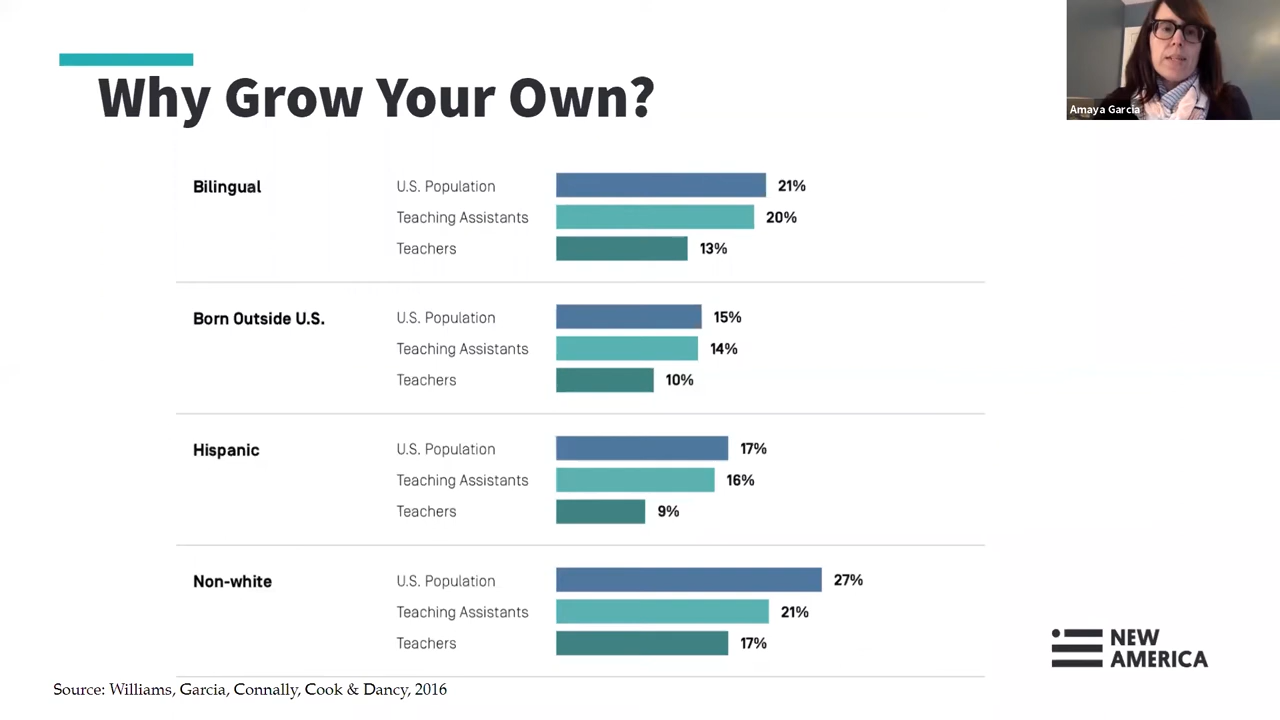 Why Grow Your Own?
Amaya Garcia
Bilingual
U.S. Population 21%
Teaching Assistants 20%
Teachers 13%
Born Outside U.S.
U.S. Population 15%
Teaching Assistants 14%
Teachers 10%
Hispanic
U.S. Population 17%
Teaching Assistants 16%
Teachers 9%
Non-white
U.S. Population 27%
Teaching Assistants 21%
Teachers 17%
NEW
AMERICA
Source: Williams, Garcia, Connally, Cook & Dancy, 2016